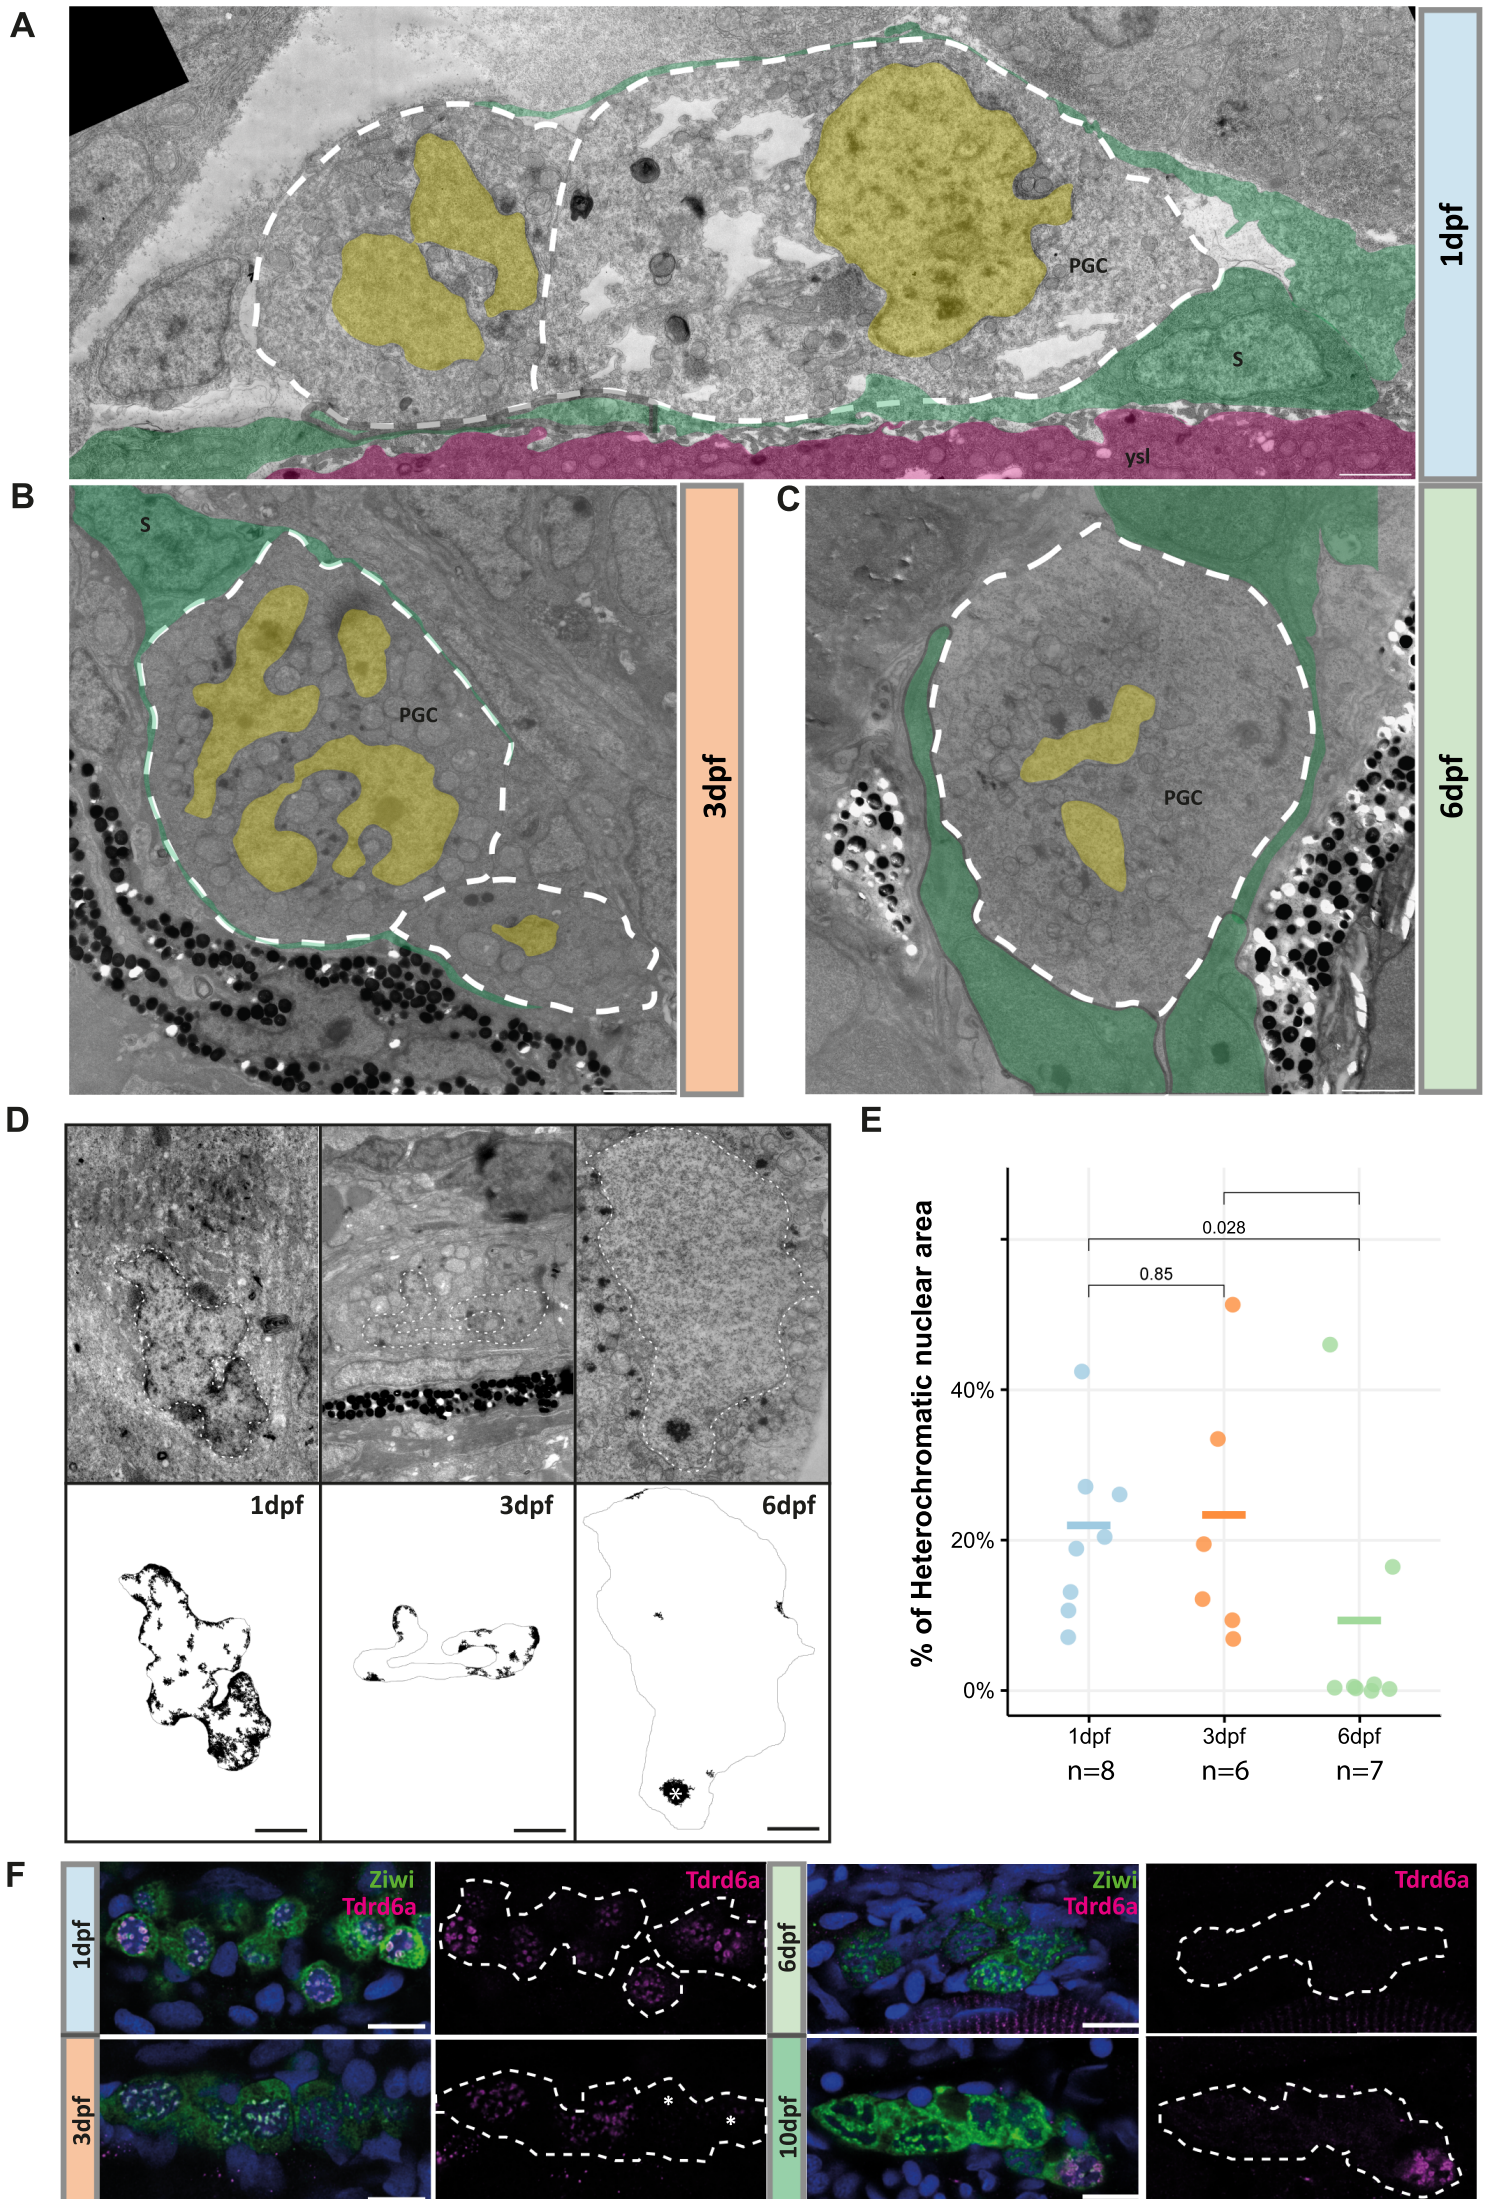 A
PGC
S
ysl
1dpf
B
S
PGC
3dpf
C
PGC
6dpf
D
1dpf
3dpf
6dpf
*
E
% of Heterochromatic nuclear area
0.028
0.85
40%
20%
0%
1dpf
3dpf
6dpf
n=8
n=6
n=7
F
1dpf
Ziwi
Tdrd6a
Tdrd6a
6dpf
Ziwi
Tdrd6a
Tdrd6a
3dpf
*
*
10dpf